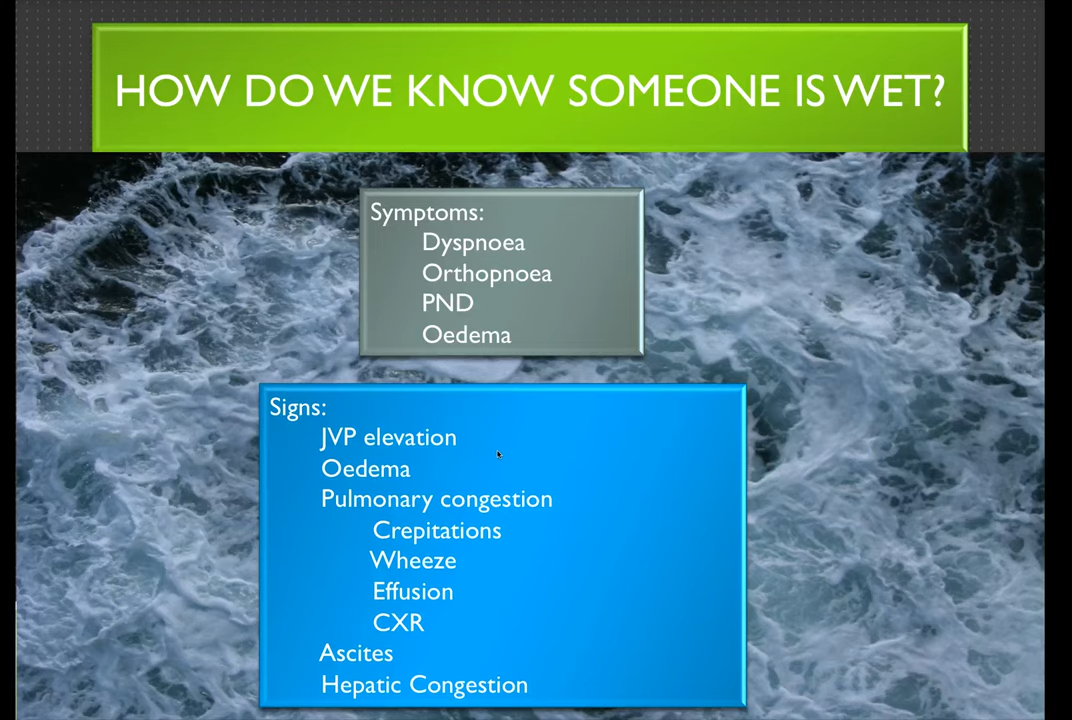 HOW DO WE KNOW SOMEONE IS WET?
Symptoms:
Dyspnoea
Orthopnoea
PND
Oedema
Signs:
JVP elevation
Oedema
Pulmonary congestion
Crepitations
Wheeze
Effusion
CXR
Ascites
Hepatic Congestion